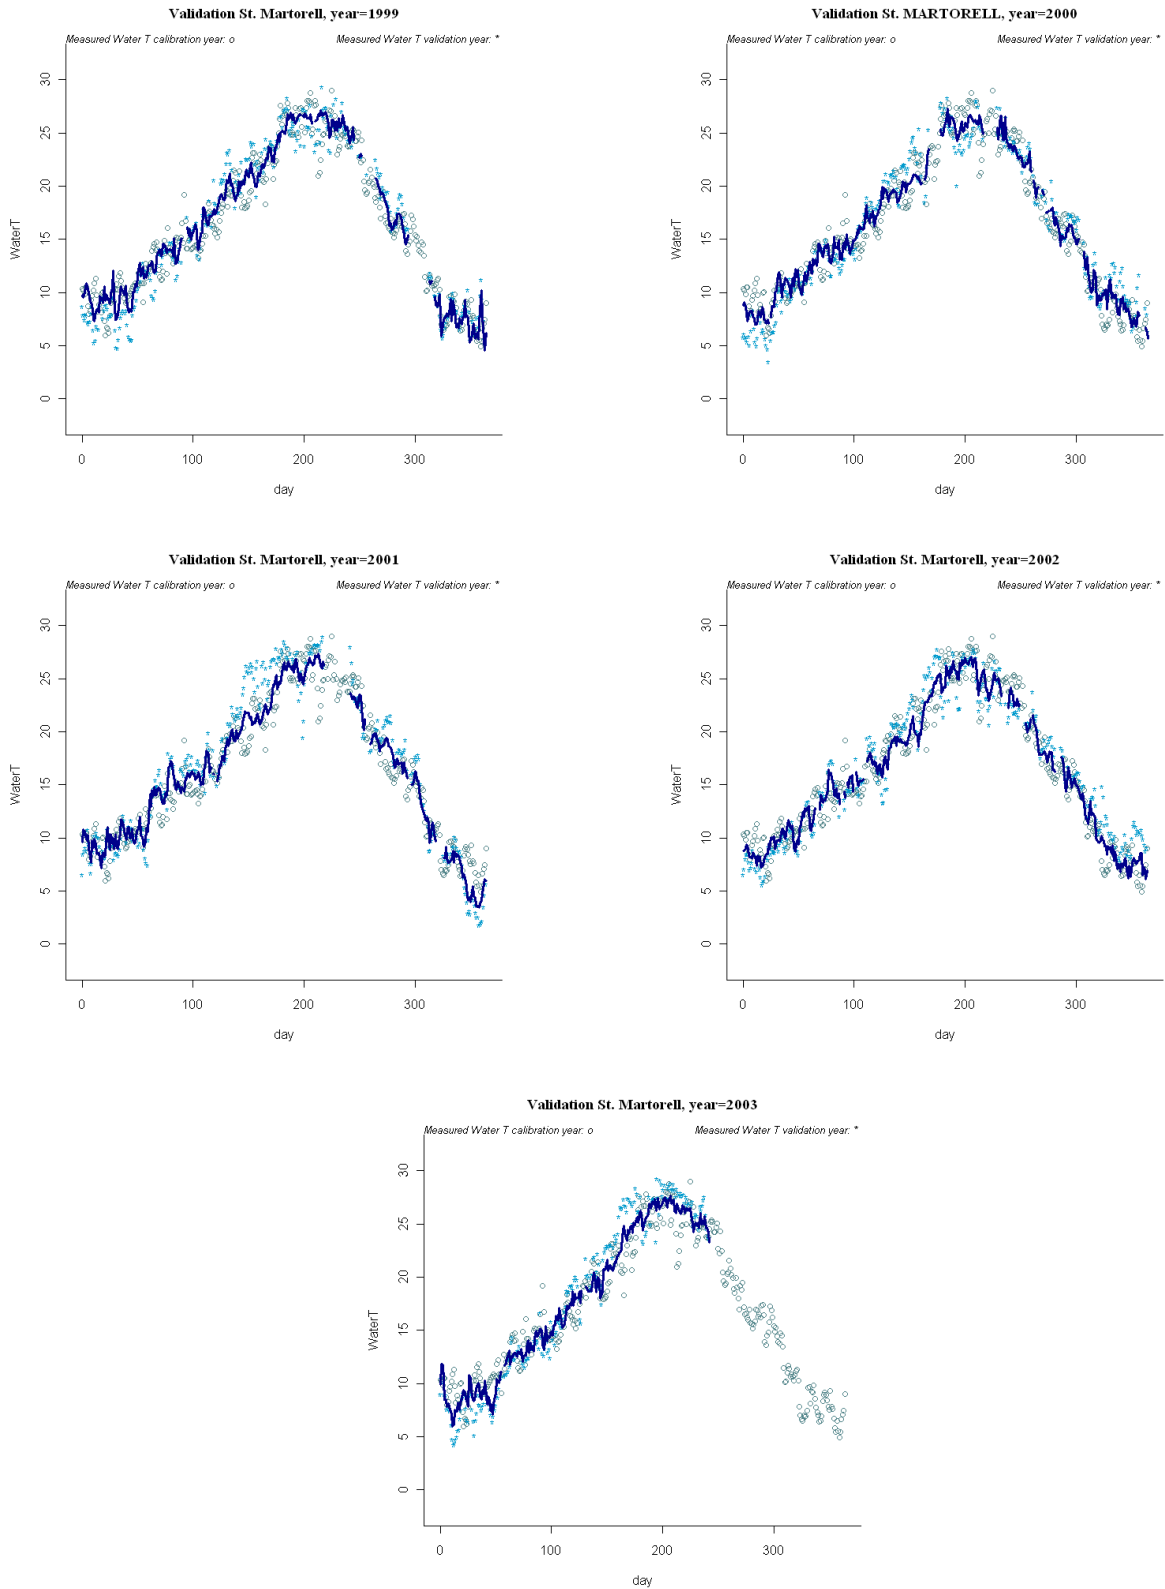 Validation St. Martorell, year=1999
Measured Water T calibration year: o Measured Water T validation year: *
WaterT
30
25
20
15
10
5
0
0 100 200 300
day
Validation St. MARTORELL, year=2000
Measured Water T calibration year: o Measured Water T validation year: *
WaterT
30
25
20
15
10
5
0
0 100 200 300
day
Validation St. Martorell, year=2001
Measured Water T calibration year: o Measured Water T validation year: *
WaterT
30
25
20
15
10
5
0
0 100 200 300
day
Validation St. Martorell, year=2002
Measured Water T calibration year: o Measured Water T validation year: *
WaterT
30
25
20
15
10
5
0
0 100 200 300
day
Validation St. Martorell, year=2003
Measured Water T calibration year: o Measured Water T validation year: *
WaterT
30
25
20
15
10
5
0
0 100 200 300
day